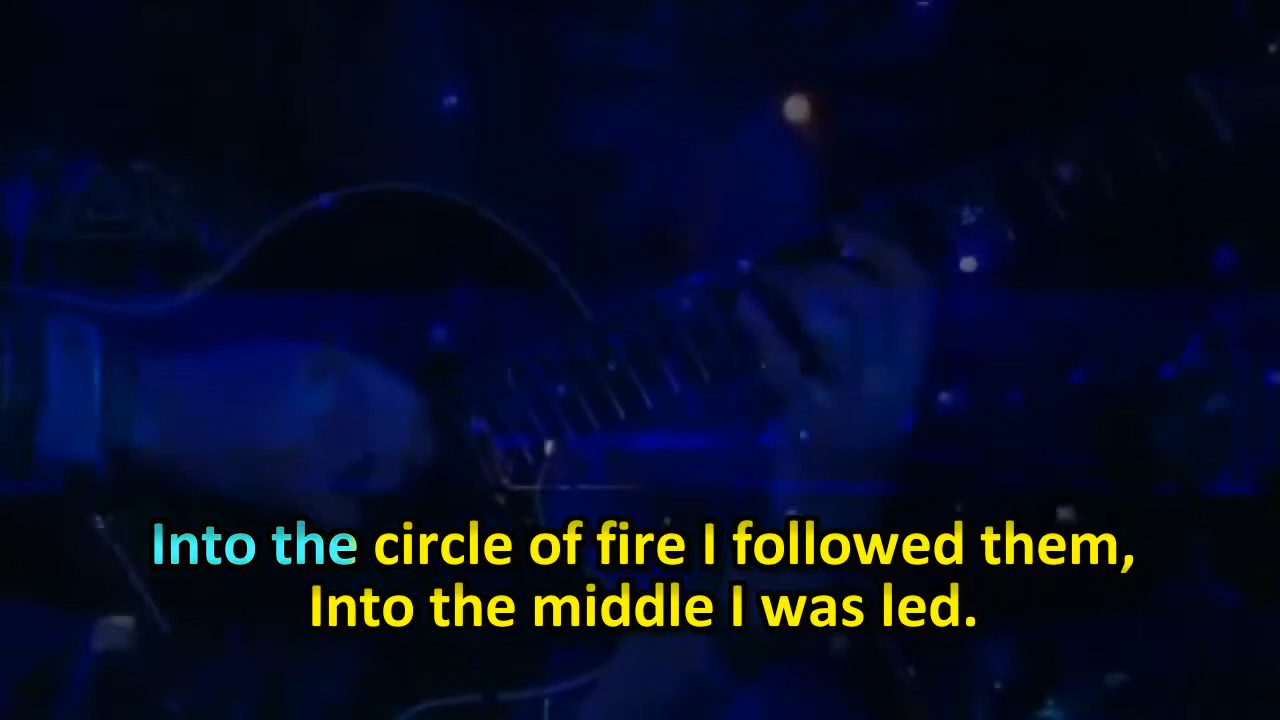 Into the circle of fire I followed them,
Into the middle I was led.